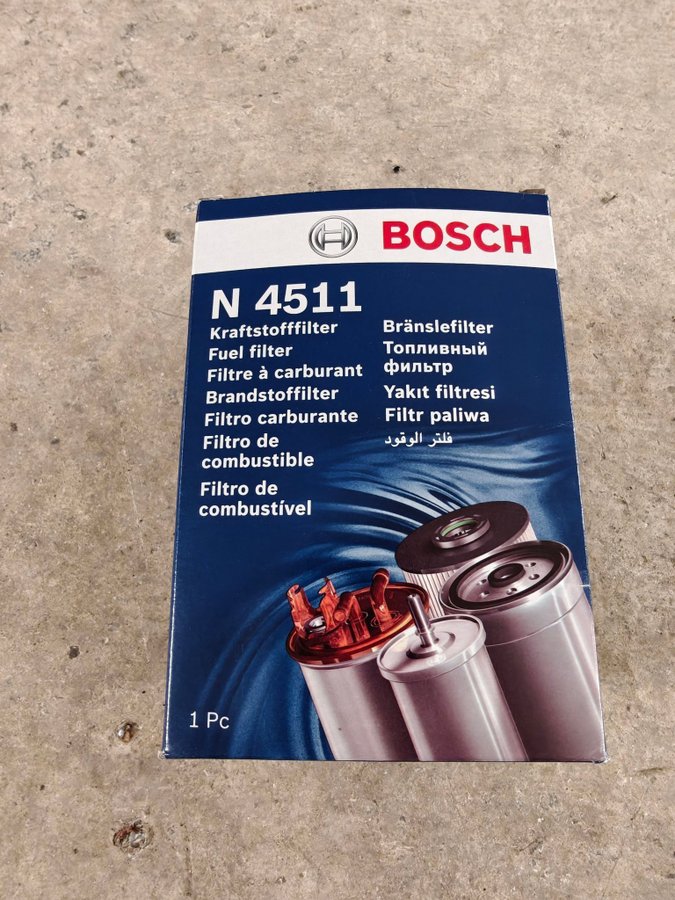 BOSCH
N 4511
Kraftstofffilter
Fuel filter
Filtre à carburant
Brandstoffilter
Filtro carburante
Filtro de
combustible
Filtro de
combustível
Bränslefilter
Топливный
фильтр
Yakıt filtresi
Filtr paliwa
فلتر الوقود
1 Pc